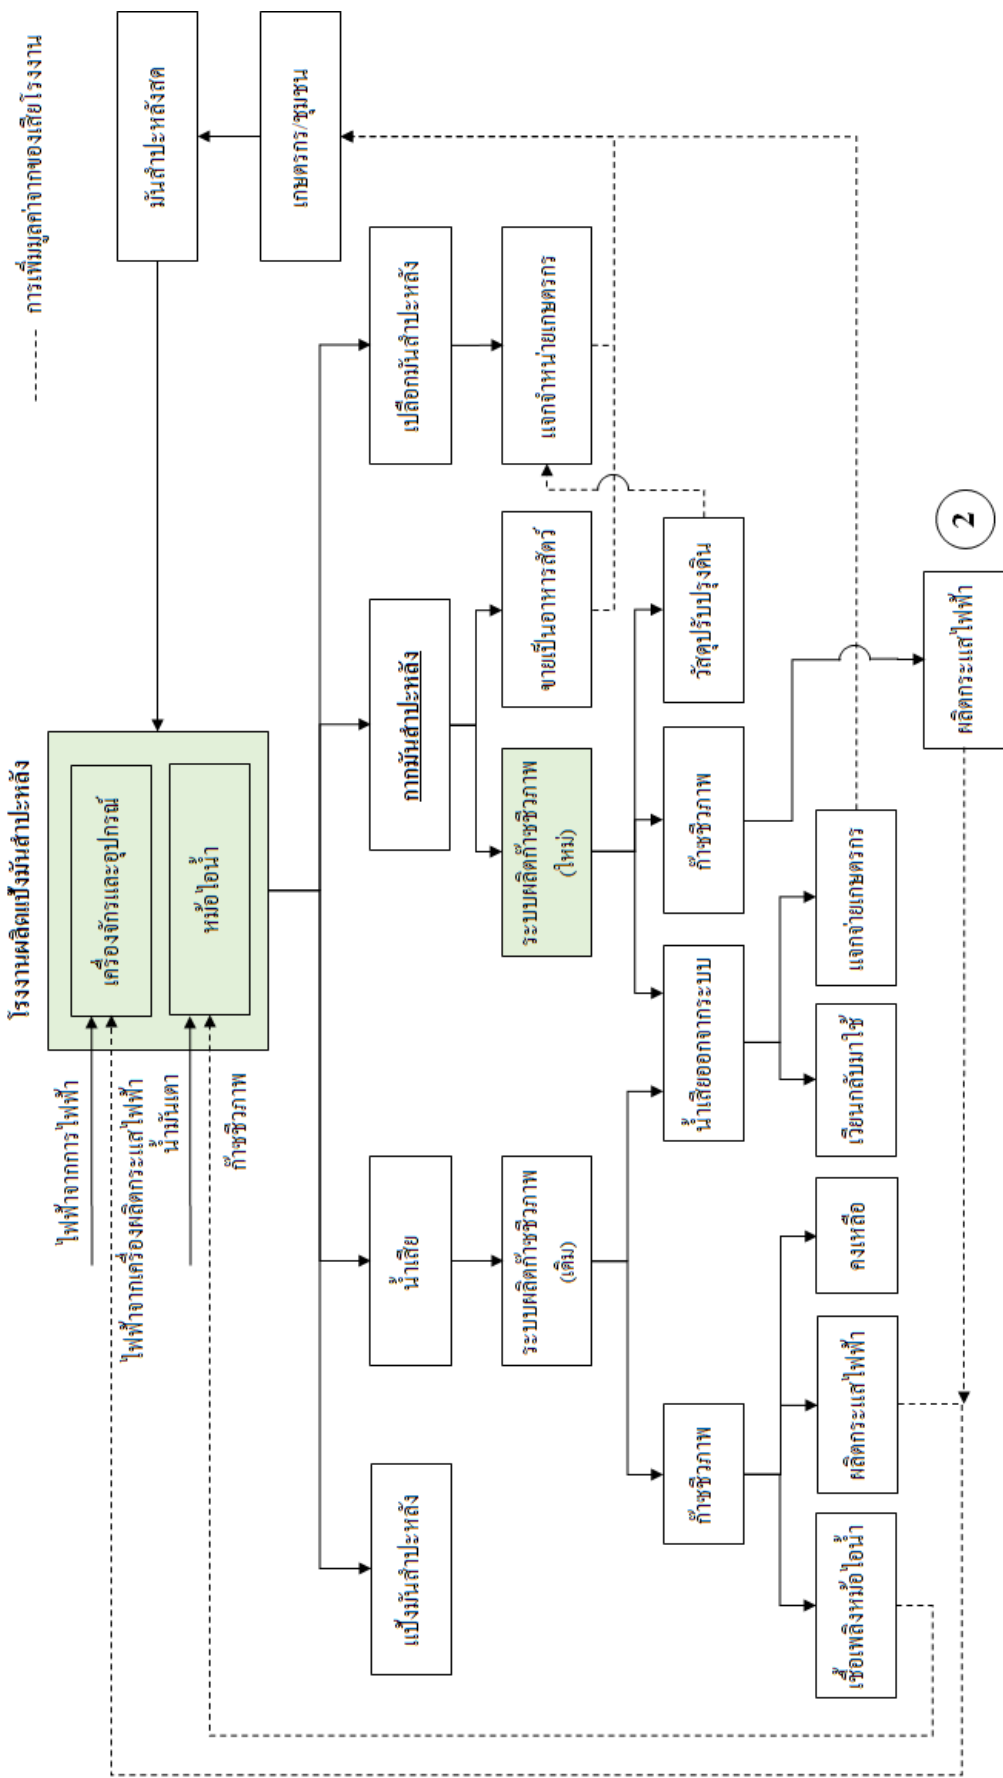 โรงงานผลิตแป้งมันสำปะหลัง
------- การเพิ่มมูลค่าจากของเสียโรงงาน
ไฟฟ้าจากการไฟฟ้า
ไฟฟ้าจากเครื่องผลิตกระแสไฟฟ้า
น้ำมันเตา
ก๊าซชีวภาพ
เครื่องจักรและอุปกรณ์
หม้อไอน้ำ
มันสำปะหลังสด
เกษตรกร/ชุมชน
แป้งมันสำปะหลัง
น้ำเสีย
กากมันสำปะหลัง
เปลือกมันสำปะหลัง
ระบบผลิตก๊าซชีวภาพ
(เดิม)
ระบบผลิตก๊าซชีวภาพ
(ใหม่)
ขายเป็นอาหารสัตว์
แจกจำหน่ายเกษตรกร
ก๊าซชีวภาพ
น้ำเสียออกจากระบบ
ก๊าซชีวภาพ
วัสดุปรับปรุงดิน
เชื้อเพลิงหม้อไอน้ำ
ผลิตกระแสไฟฟ้า
คงเหลือ
เวียนกลับมาใช้
แจกจ่ายเกษตรกร
ผลิตกระแสไฟฟ้า
2